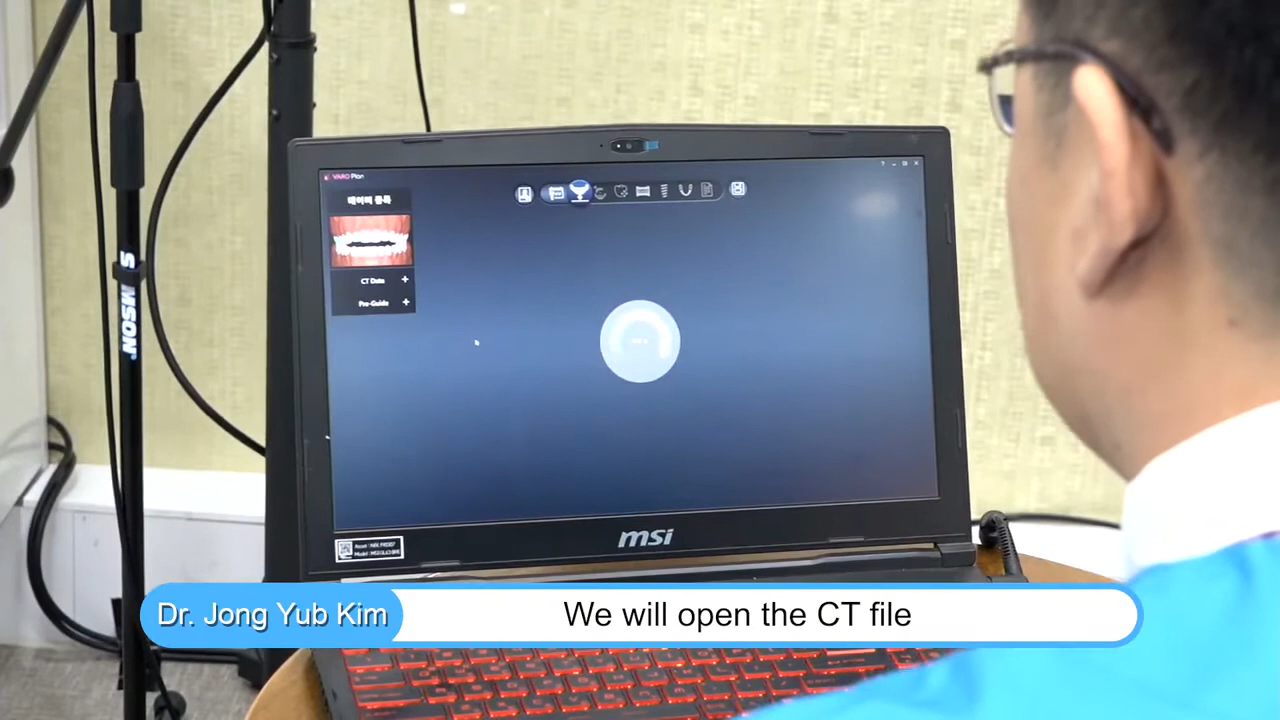 VARO Plan
데이터 등록
CT Data +
Pre-Guide +
SAMSON
msi
Dr. Jong Yub Kim
We will open the CT file